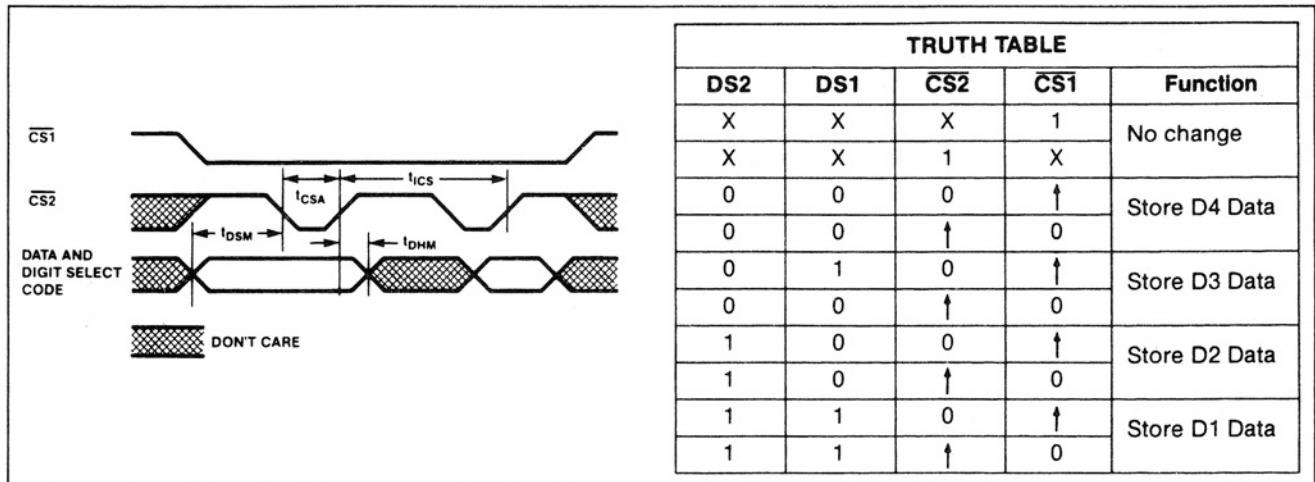 CS1
CS2
tCSA
tICS
tDSM
tDHM
DATA AND
DIGIT SELECT
CODE
DON'T CARE
TRUTH TABLE
DS2 DS1 CS2 CS1 Function
X X X 1 No change
X X 1 X
0 0 0 ↑ Store D4 Data
0 0 ↑ 0
0 1 0 ↑ Store D3 Data
0 0 ↑ 0
1 0 0 ↑ Store D2 Data
1 0 ↑ 0
1 1 0 ↑ Store D1 Data
1 1 ↑ 0